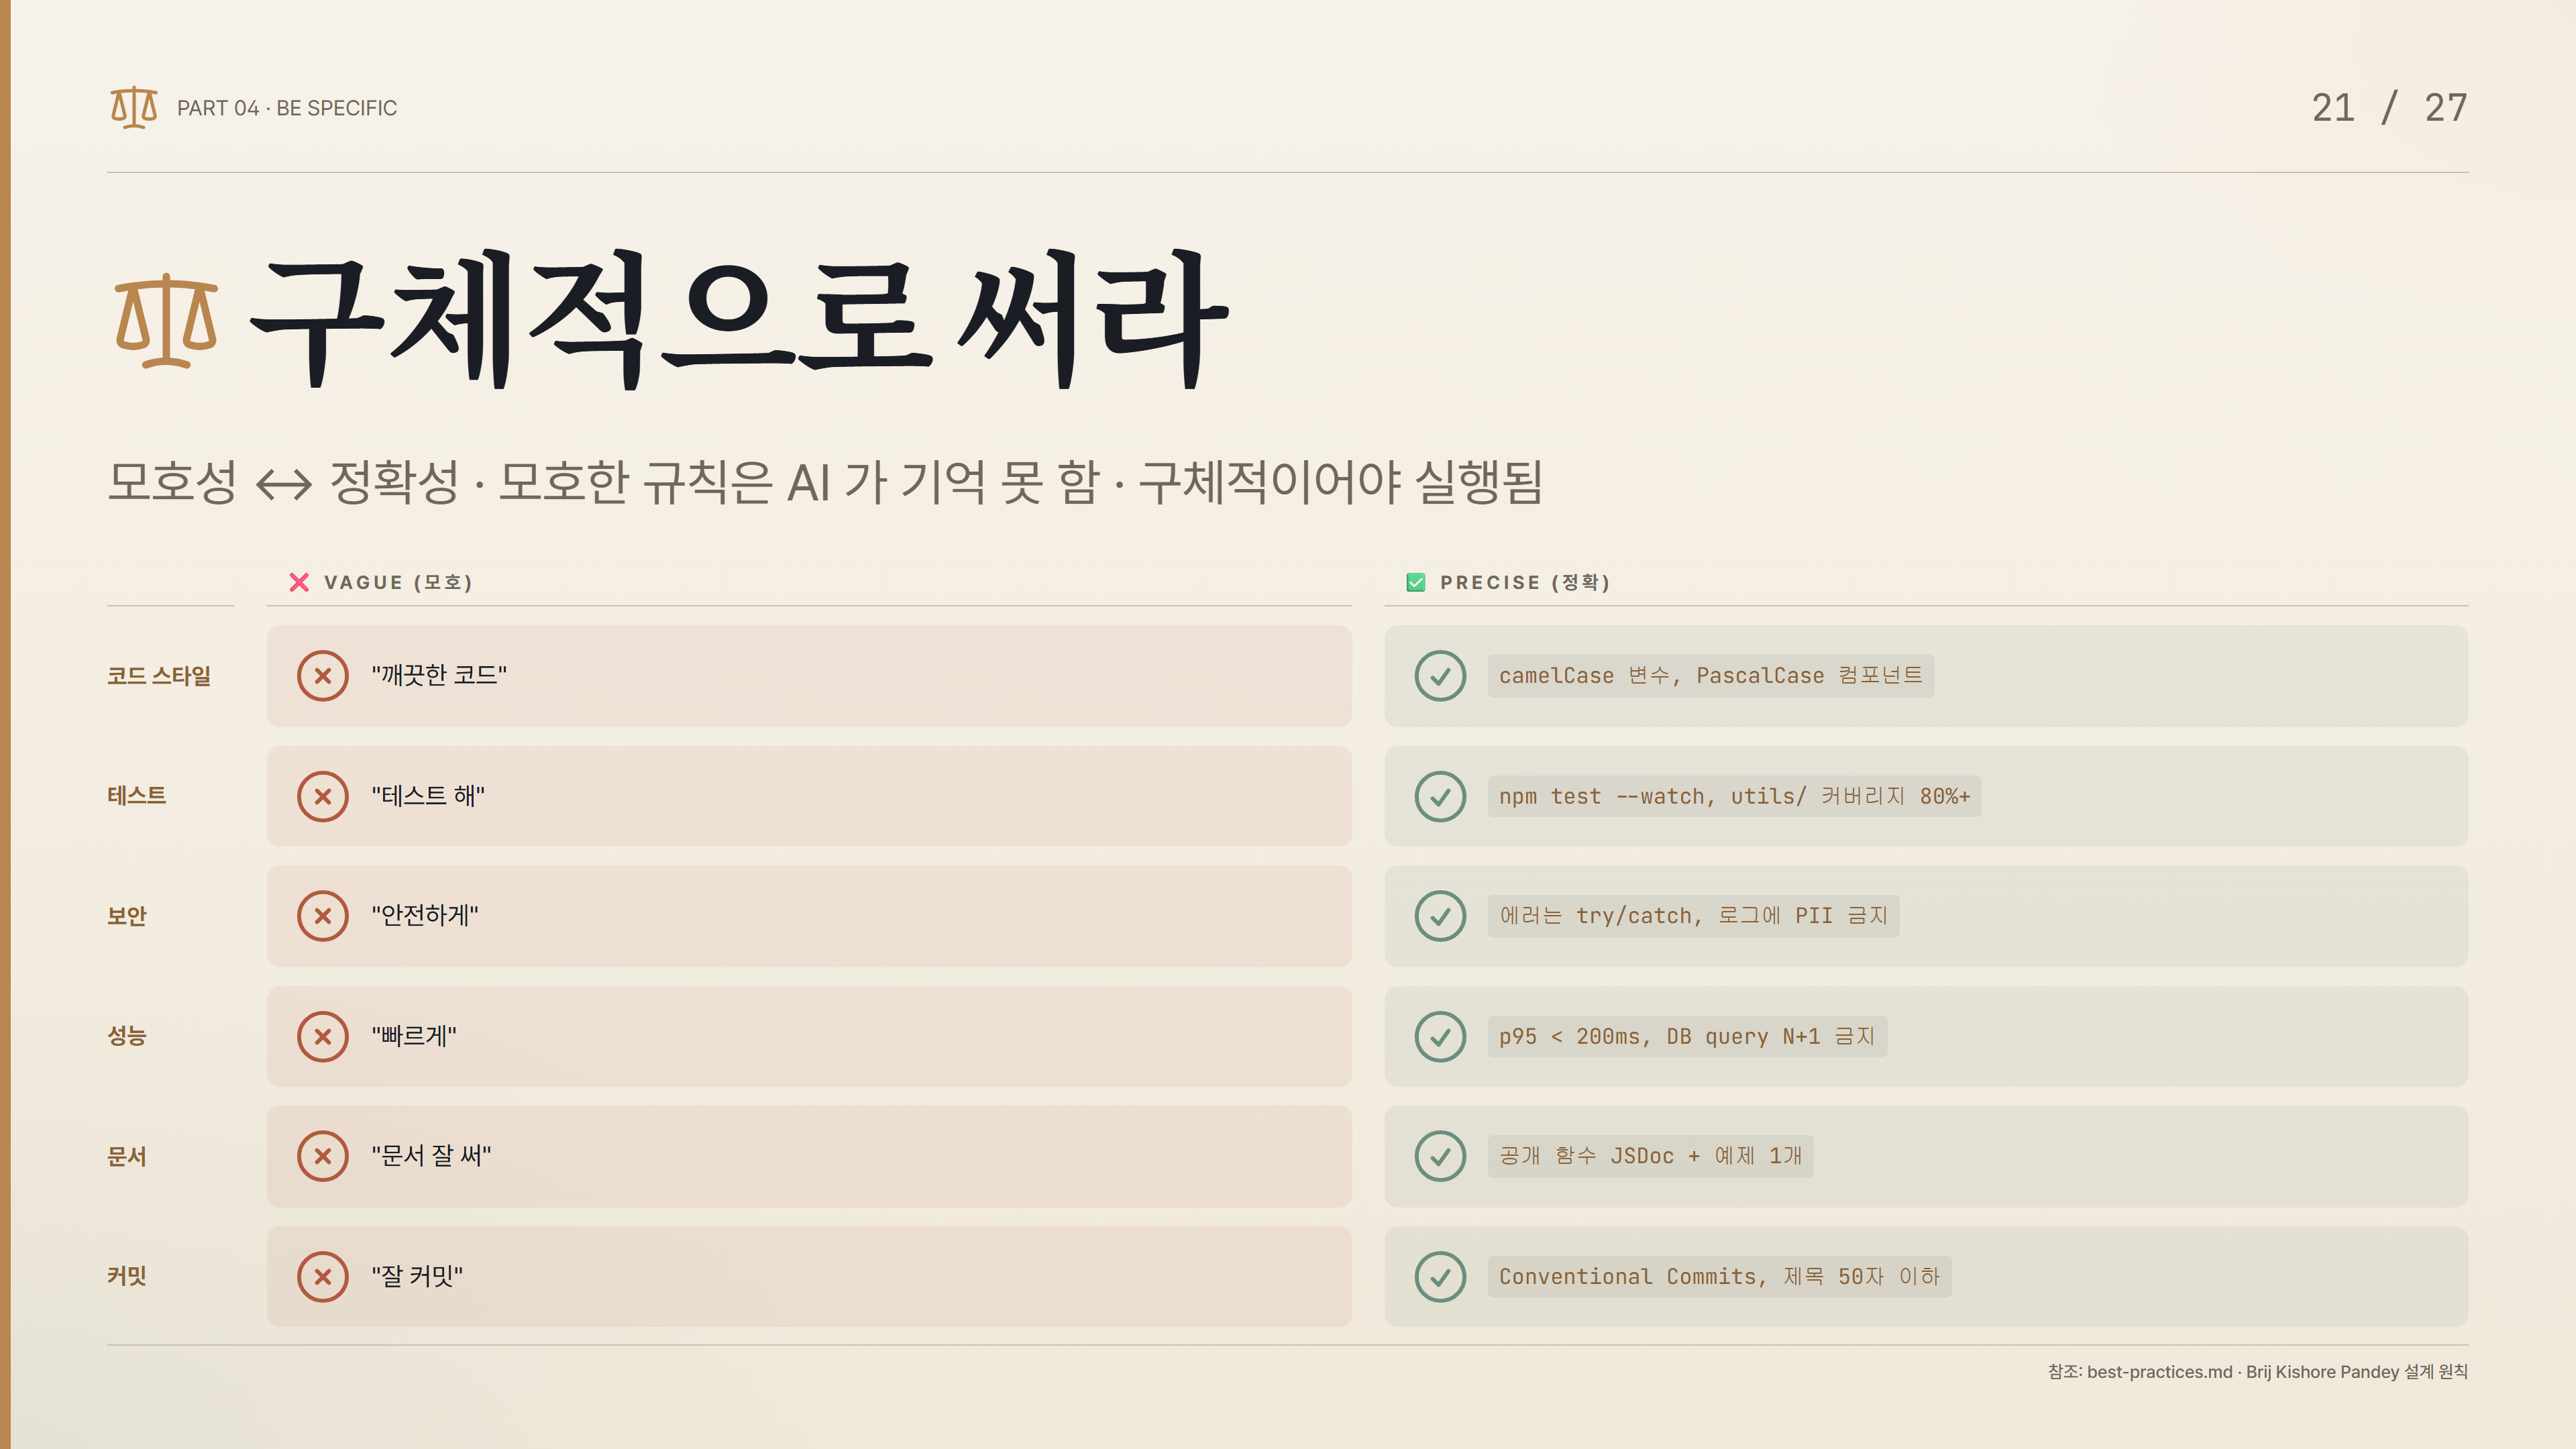 PART 04 · BE SPECIFIC
21 / 27
구체적으로 써라
모호성 ↔ 정확성 · 모호한 규칙은 AI 가 기억 못 함 · 구체적이어야 실행됨
❌ VAGUE (모호)
✅ PRECISE (정확)
코드 스타일
"깨끗한 코드"
camelCase 변수, PascalCase 컴포넌트
테스트
"테스트 해"
npm test --watch, utils/ 커버리지 80%+
보안
"안전하게"
에러는 try/catch, 로그에 PII 금지
성능
"빠르게"
p95 < 200ms, DB query N+1 금지
문서
"문서 잘 써"
공개 함수 JSDoc + 예제 1개
커밋
"잘 커밋"
Conventional Commits, 제목 50자 이하
참조: best-practices.md · Brij Kishore Pandey 설계 원칙